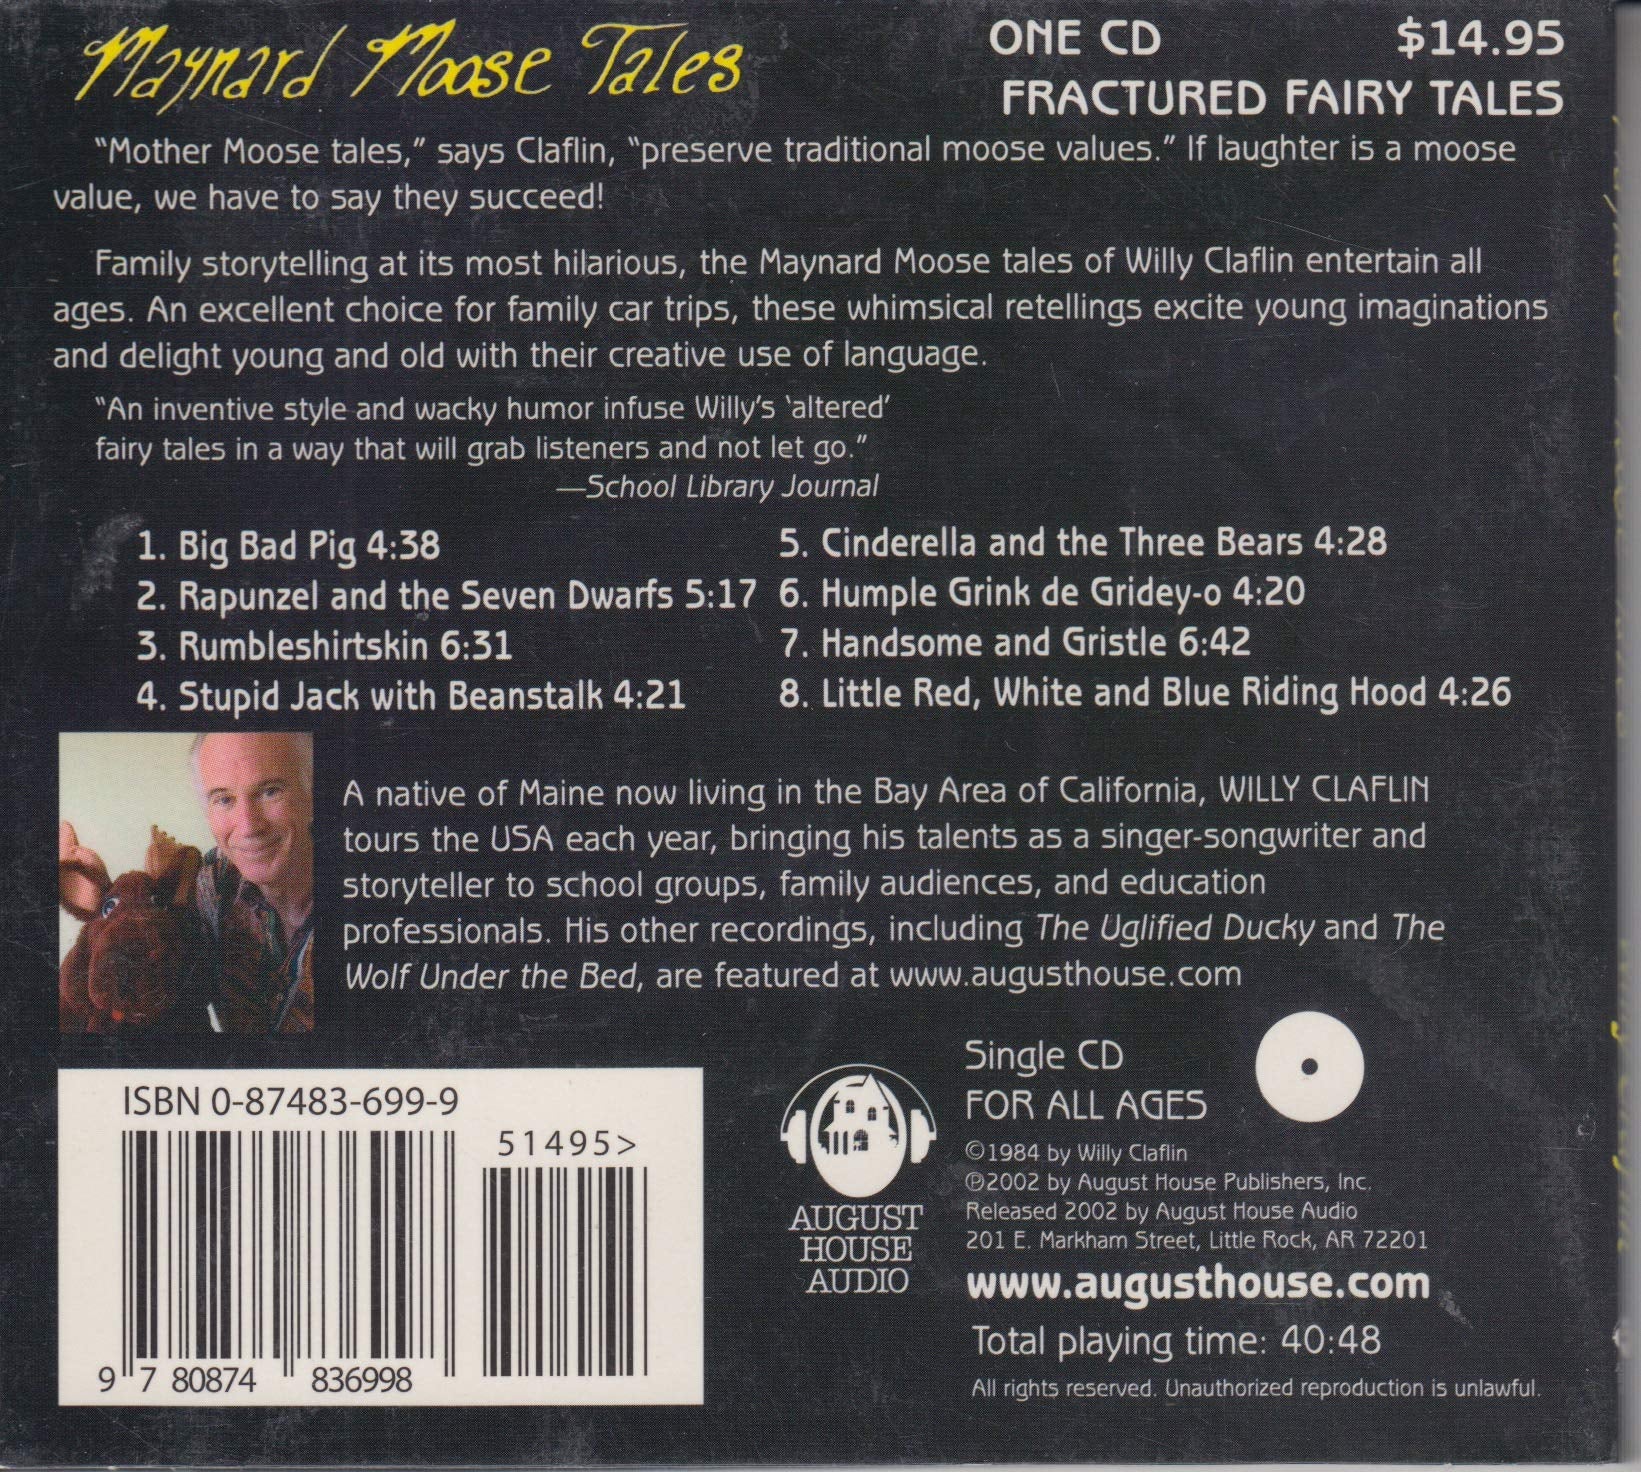 Maynard Moose Tales
ONE CD $14.95
FRACTURED FAIRY TALES
“Mother Moose tales,” says Claflin, “preserve traditional moose values.” If laughter is a moose
value, we have to say they succeed!
Family storytelling at its most hilarious, the Maynard Moose tales of Willy Claflin entertain all
ages. An excellent choice for family car trips, these whimsical retellings excite young imaginations
and delight young and old with their creative use of language.
“An inventive style and wacky humor infuse Willy’s ‘altered’
fairy tales in a way that will grab listeners and not let go.”
—School Library Journal
1. Big Bad Pig 4:38
2. Rapunzel and the Seven Dwarfs 5:17
3. Rumbleshirtskin 6:31
4. Stupid Jack with Beanstalk 4:21
5. Cinderella and the Three Bears 4:28
6. Humple Grink de Gridey-o 4:20
7. Handsome and Gristle 6:42
8. Little Red, White and Blue Riding Hood 4:26
A native of Maine now living in the Bay Area of California, WILLY CLAFLIN
tours the USA each year, bringing his talents as a singer-songwriter and
storyteller to school groups, family audiences, and education
professionals. His other recordings, including The Uglified Ducky and The
Wolf Under the Bed, are featured at www.augusthouse.com
ISBN 0-87483-699-9
51495>
9 780874 836998
AUGUST
HOUSE
AUDIO
Single CD
FOR ALL AGES
©1984 by Willy Claflin
℗2002 by August House Publishers, Inc.
Released 2002 by August House Audio
201 E. Markham Street, Little Rock, AR 72201
www.augusthouse.com
Total playing time: 40:48
All rights reserved. Unauthorized reproduction is unlawful.